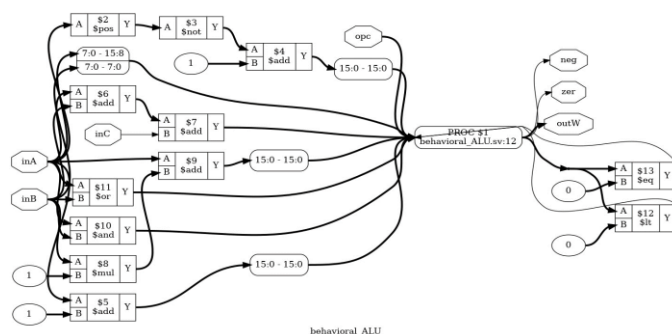 A $2 $pos Y
A $3 $not Y
A B $4 $add Y
1
15:0 - 15:0
opc
7:0 - 15:8
7:0 - 7:0
A B $6 $add Y
inC
A B $7 $add Y
A B $9 $add Y
15:0 - 15:0
inA
inB
A B $11 $or Y
A B $10 $and Y
A B $8 $mul Y
1
15:0 - 15:0
A B $5 $add Y
1
PROC $1
behavioral_ALU.sv:12
neg
zer
outW
A B $13 $eq Y
0
A B $12 $lt Y
0
behavioral_ALU